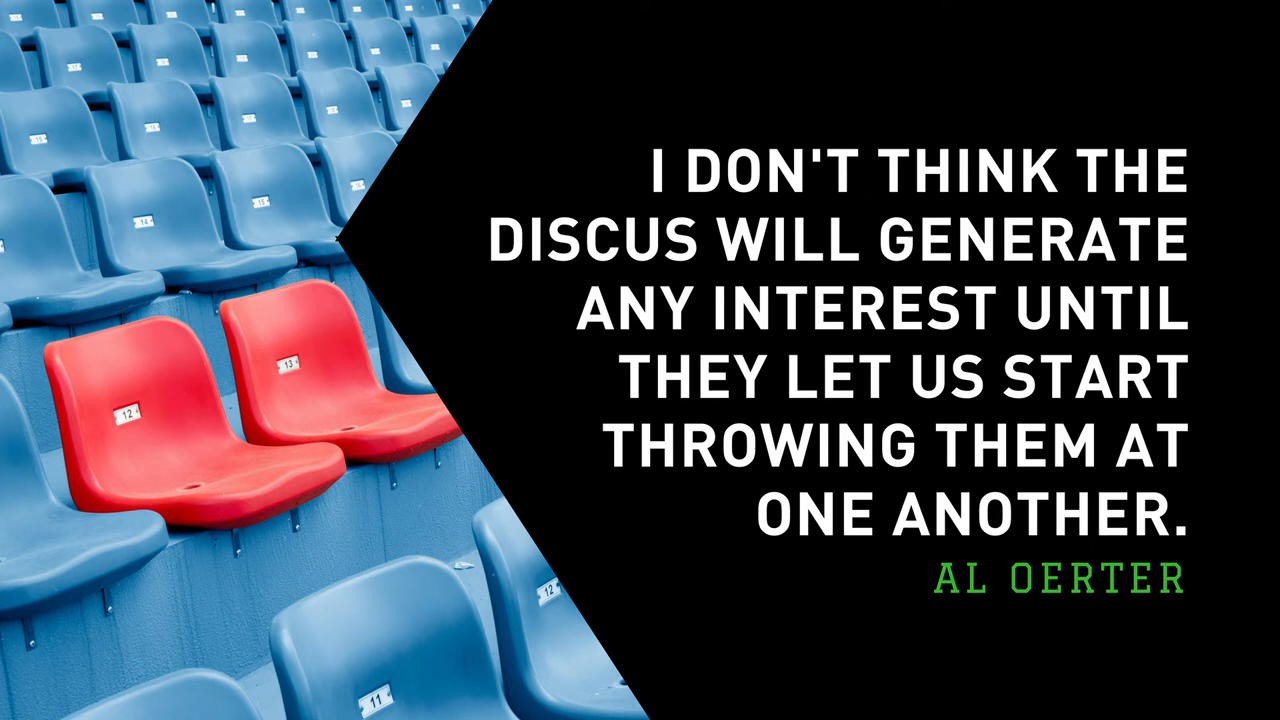 I DON'T THINK THE
DISCUS WILL GENERATE
ANY INTEREST UNTIL
THEY LET US START
THROWING THEM AT
ONE ANOTHER.
AL OERTER
14
15
12
13
12
11